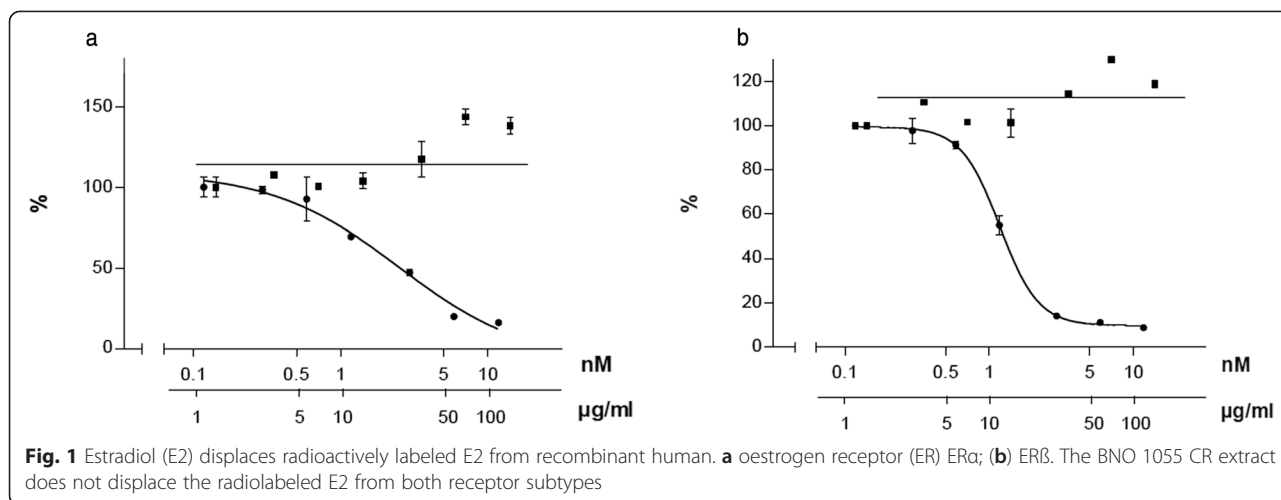 a
150
100
50
0
%
0.1 0.5 1 5 10 nM
1 5 10 50 100 µg/ml
b
120
100
80
60
40
20
0
%
0.1 0.5 1 5 10 nM
1 5 10 50 100 µg/ml
Fig. 1 Estradiol (E2) displaces radioactively labeled E2 from recombinant human. a oestrogen receptor (ER) ERα; (b) ERß. The BNO 1055 CR extract
does not displace the radiolabeled E2 from both receptor subtypes